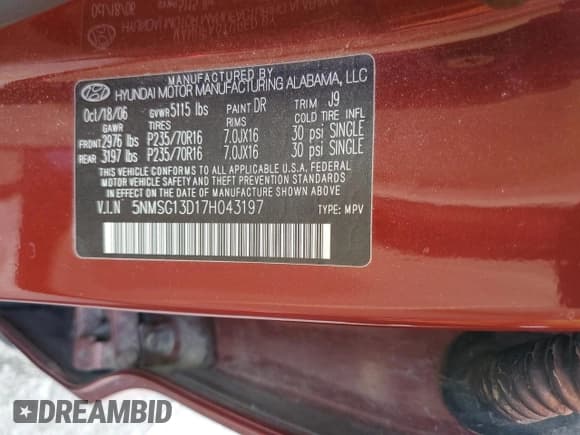 MANUFACTURED BY
HYUNDAI MOTOR MANUFACTURING ALABAMA, LLC
Oct/18/06 GVWR 5115 lbs PAINT DR TRIM J9
GAWR TIRES RIMS COLD TIRE INFL
FRONT 2976 lbs P235/70R16 7.0JX16 30 psi SINGLE
REAR 3197 lbs P235/70R16 7.0JX16 30 psi SINGLE
THIS VEHICLE CONFORMS TO ALL APPLICABLE U.S.A. FEDERAL
MOTOR VEHICLE SAFETY AND THEFT PREVENTION STANDARDS
IN EFFECT ON THE DATE OF MANUFACTURE SHOWN ABOVE.
V.I.N 5NMSG13D17H043197 TYPE: MPV
DREAMBID